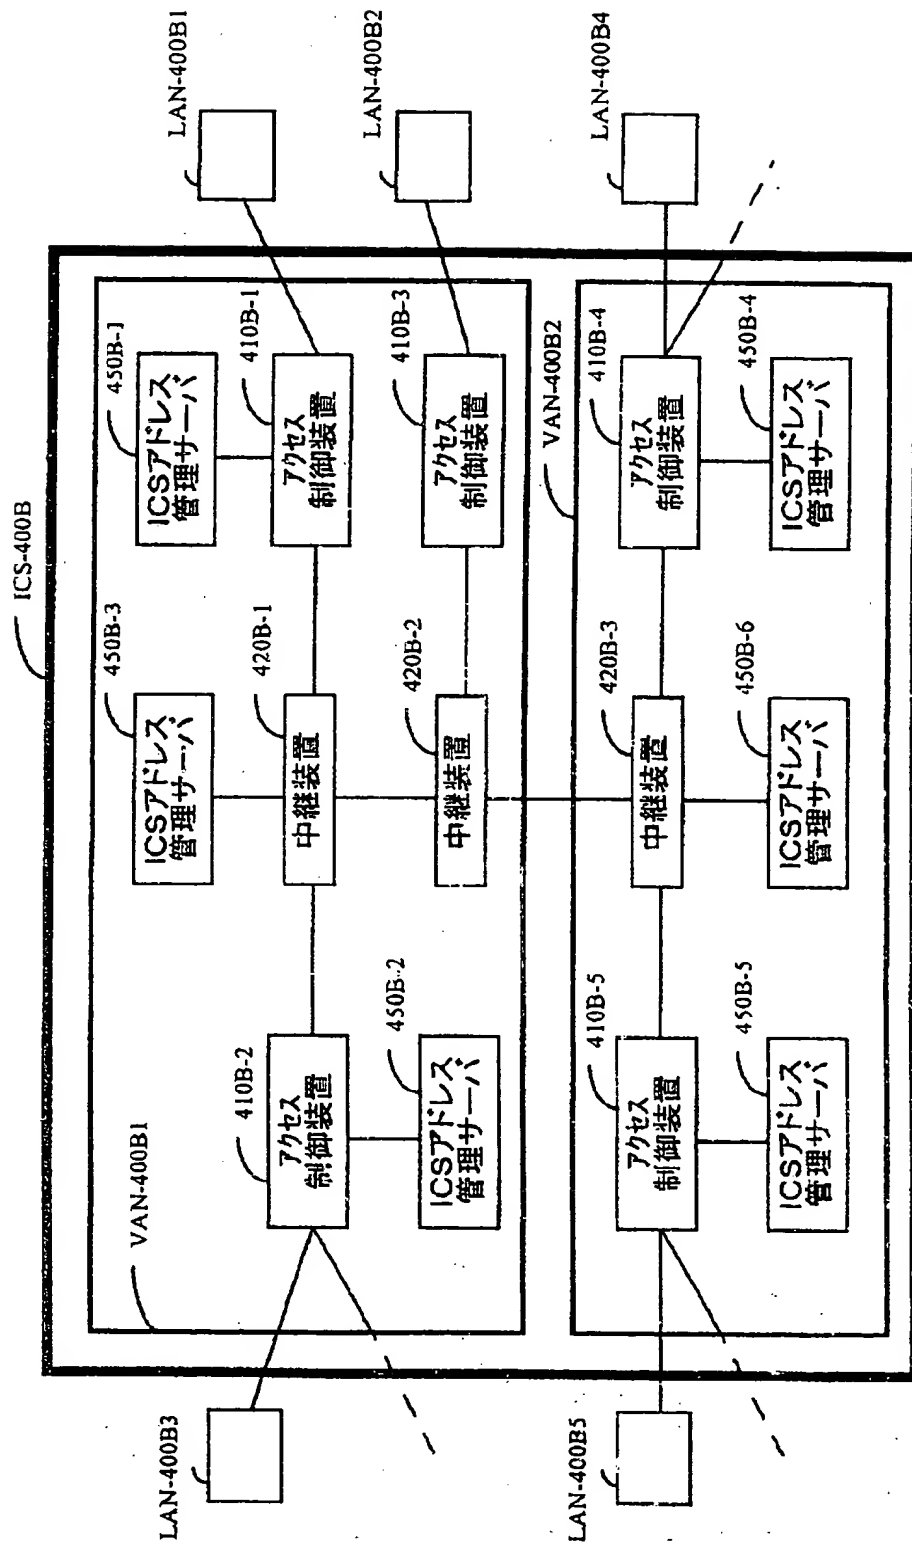 ICS-400B
VAN-400B1
LAN-400B3
410B-2
アクセス
制御装置
450B-2
ICSアドレス
管理サーバ
450B-3
ICSアドレス
管理サーバ
420B-1
中継装置
420B-2
中継装置
450B-1
ICSアドレス
管理サーバ
410B-1
アクセス
制御装置
410B-3
アクセス
制御装置
LAN-400B1
LAN-400B2
VAN-400B2
LAN-400B5
410B-5
アクセス
制御装置
450B-5
ICSアドレス
管理サーバ
420B-3
中継装置
450B-6
ICSアドレス
管理サーバ
410B-4
アクセス
制御装置
450B-4
ICSアドレス
管理サーバ
LAN-400B4